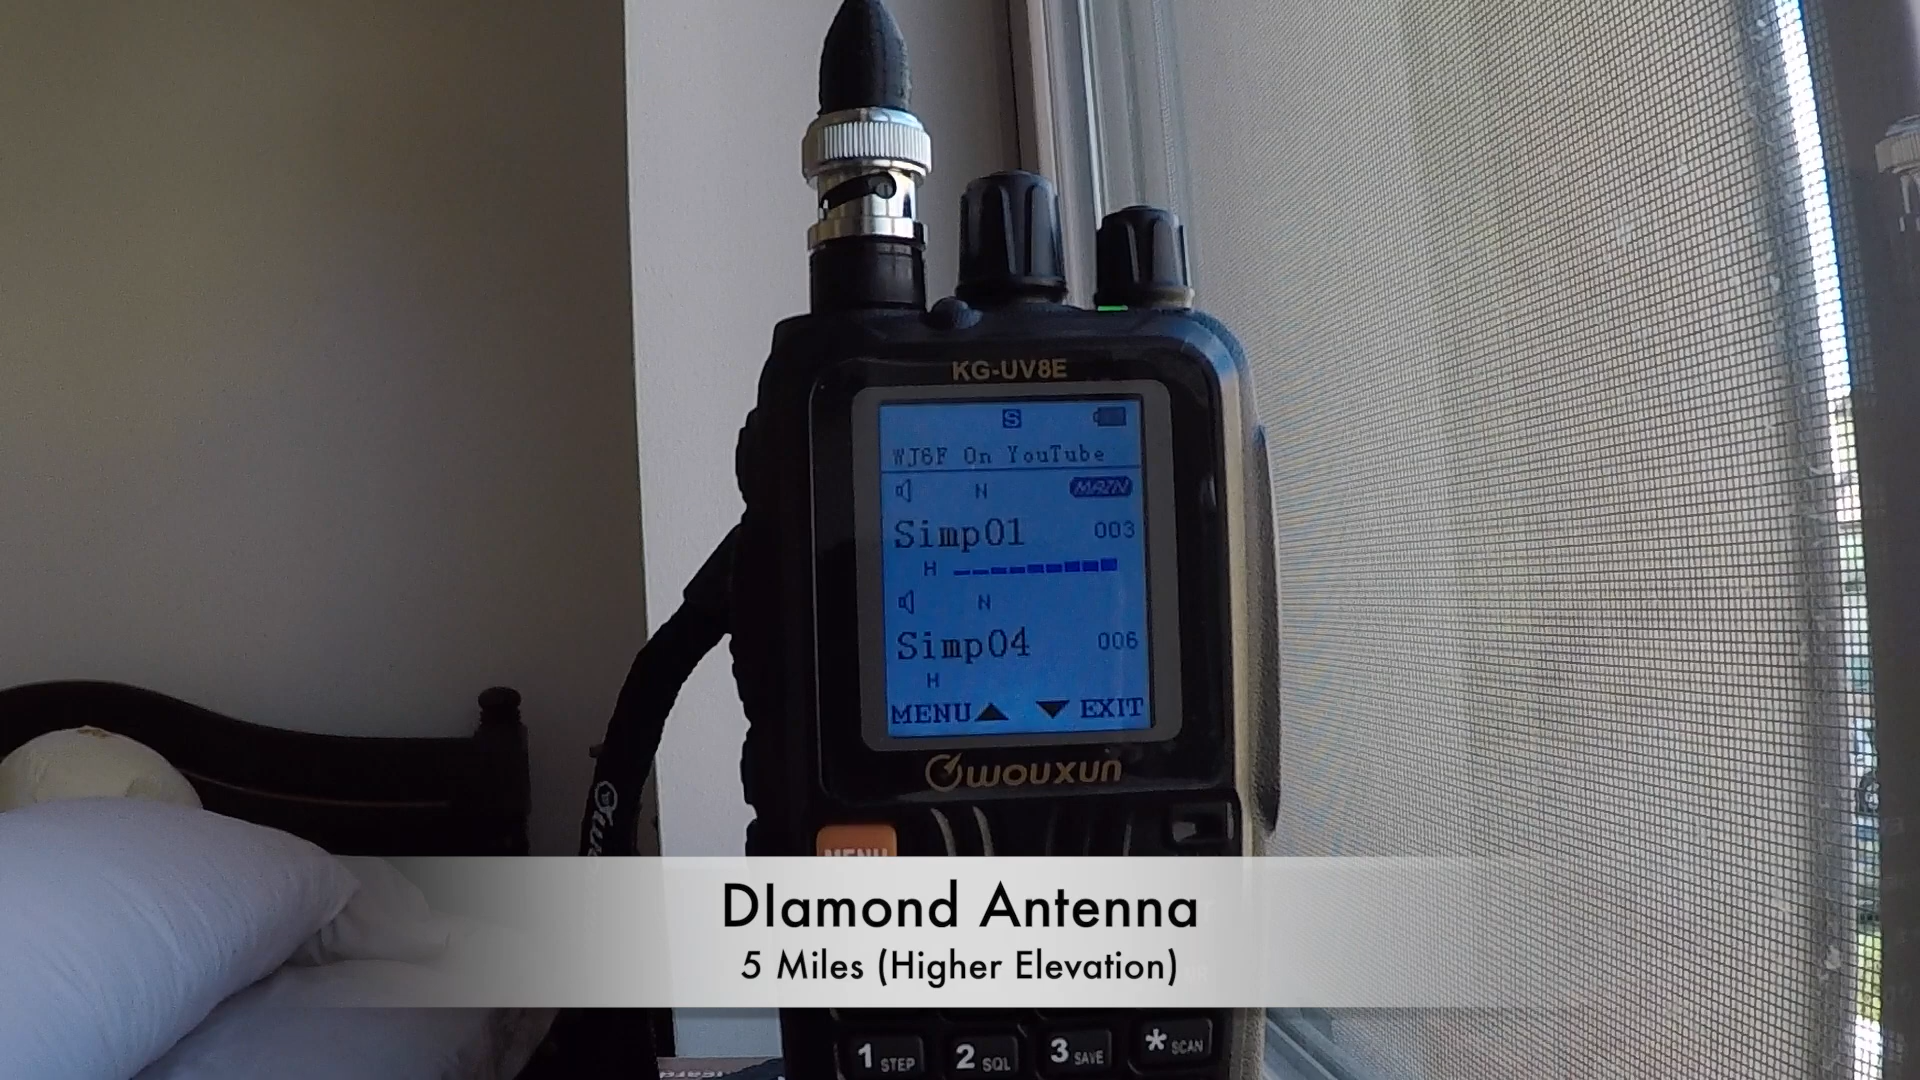 KG-UV8E
S
WJ6F On YouTube
N MAIN
Simp01 003
H
N
Simp04 006
H
MENU EXIT
wouxun
MENU
DIamond Antenna
5 Miles (Higher Elevation)
1 STEP 2 SQL 3 SAVE * SCAN